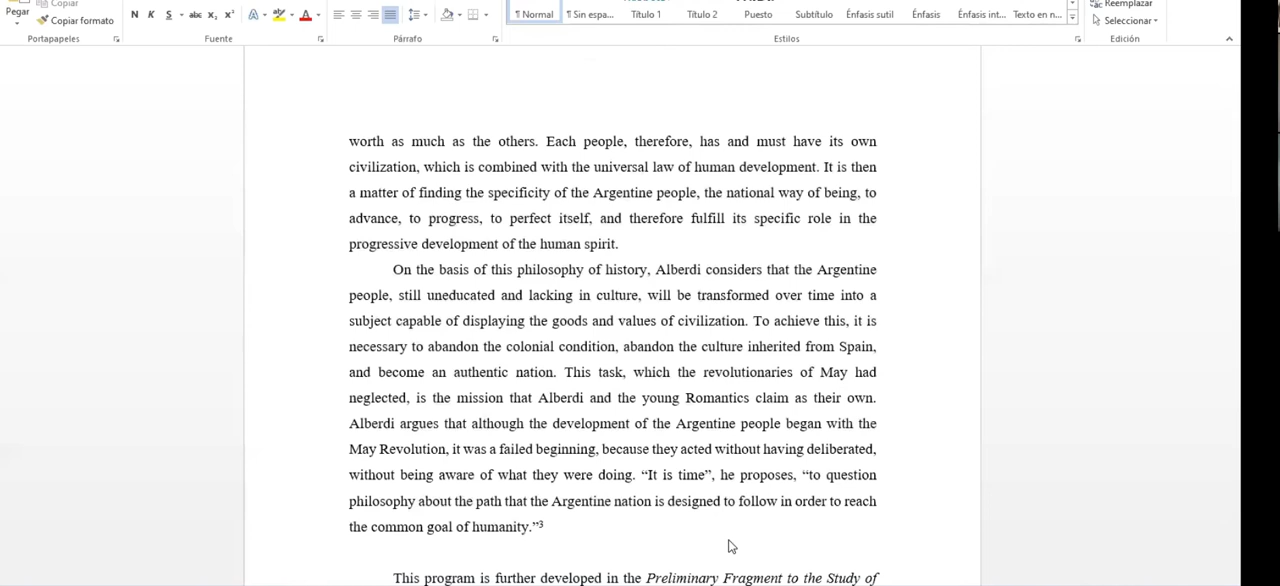 Copiar
Pegar
Copiar formato
Portapapeles
N K S abc x₂ x² A A
Fuente
Párrafo
¶ Normal ¶ Sin espa... Título 1 Título 2 Puesto Subtítulo Énfasis sutil Énfasis Énfasis int... Texto en n...
Estilos
Reemplazar
Seleccionar
Edición
worth as much as the others. Each people, therefore, has and must have its own
civilization, which is combined with the universal law of human development. It is then
a matter of finding the specificity of the Argentine people, the national way of being, to
advance, to progress, to perfect itself, and therefore fulfill its specific role in the
progressive development of the human spirit.
On the basis of this philosophy of history, Alberdi considers that the Argentine
people, still uneducated and lacking in culture, will be transformed over time into a
subject capable of displaying the goods and values of civilization. To achieve this, it is
necessary to abandon the colonial condition, abandon the culture inherited from Spain,
and become an authentic nation. This task, which the revolutionaries of May had
neglected, is the mission that Alberdi and the young Romantics claim as their own.
Alberdi argues that although the development of the Argentine people began with the
May Revolution, it was a failed beginning, because they acted without having deliberated,
without being aware of what they were doing. “It is time”, he proposes, “to question
philosophy about the path that the Argentine nation is designed to follow in order to reach
the common goal of humanity.”³
This program is further developed in the Preliminary Fragment to the Study of